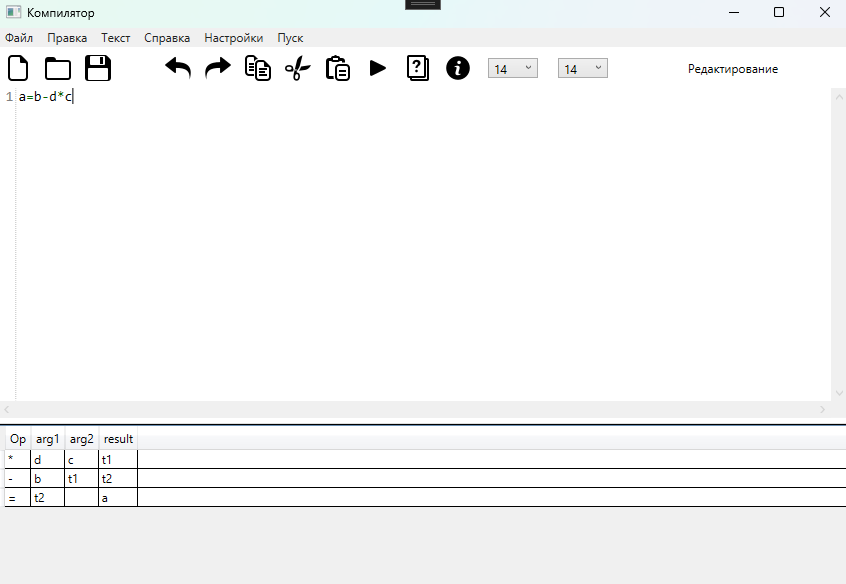 Компилятор
Файл Правка Текст Справка Настройки Пуск
14 14 Редактирование
1 a=b-d*c
Op arg1 arg2 result
* d c t1
- b t1 t2
= t2 a